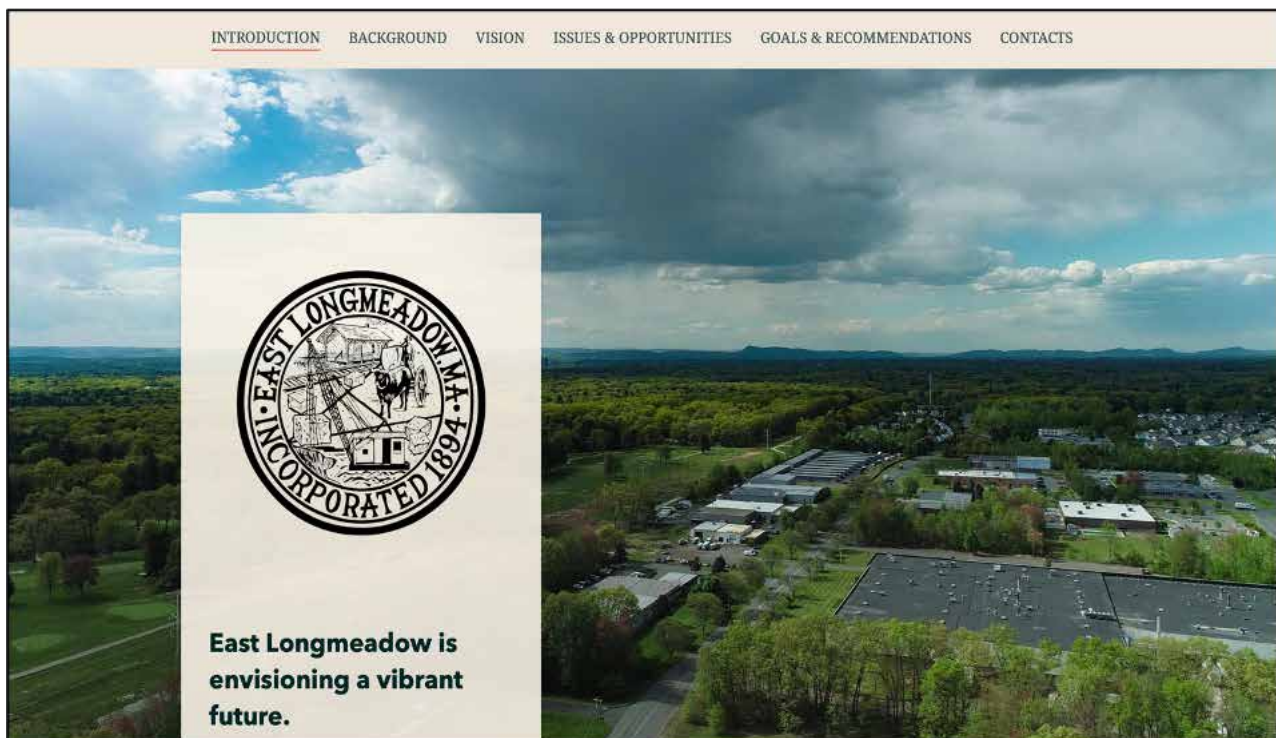 INTRODUCTION BACKGROUND VISION ISSUES & OPPORTUNITIES GOALS & RECOMMENDATIONS CONTACTS
EAST LONGMEADOW, MA
INCORPORATED 1894
East Longmeadow is
envisioning a vibrant
future.